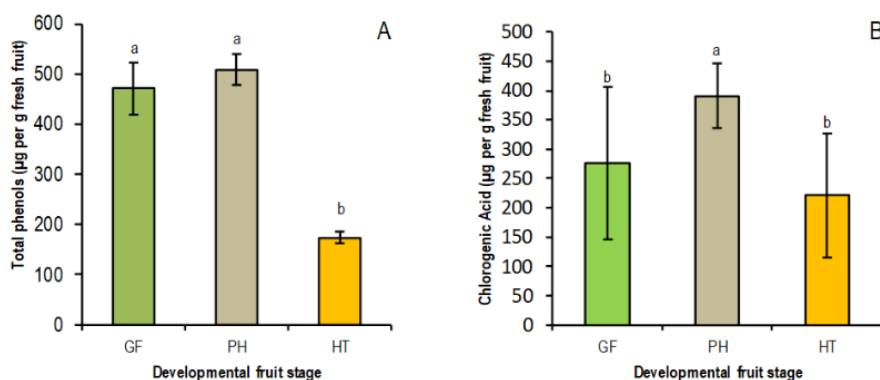 A
Total phenols (µg per g fresh fruit)
600
500
400
300
200
100
0
a
a
b
GF PH HT
Developmental fruit stage
B
Chlorogenic Acid (µg per g fresh fruit)
500
450
400
350
300
250
200
150
100
50
0
b
a
b
GF PH HT
Developmental fruit stage